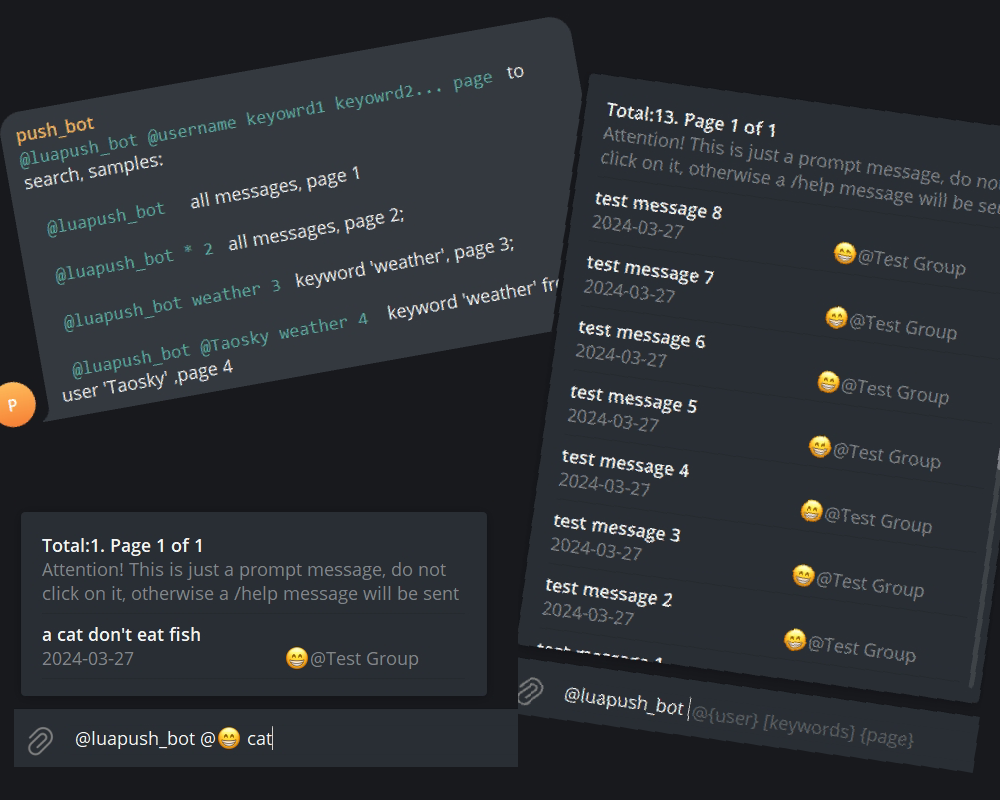 push_bot
@luapush_bot @username keyowrd1 keyowrd2... page to
search, samples:
@luapush_bot all messages, page 1
@luapush_bot * 2 all messages, page 2;
@luapush_bot weather 3 keyword 'weather', page 3;
@luapush_bot @Taosky weather 4 keyword 'weather'
user 'Taosky' ,page 4
P
Total:1. Page 1 of 1
Attention! This is just a prompt message, do not
click on it, otherwise a /help message will be sent
a cat don't eat fish
2024-03-27 😁@Test Group
@luapush_bot @😁 cat
Total:13. Page 1 of 1
Attention! This is just a prompt message, do not
click on it, otherwise a /help message will be
test message 8
2024-03-27 😁@Test Group
test message 7
2024-03-27 😁@Test Group
test message 6
2024-03-27 😁@Test Group
test message 5
2024-03-27 😁@Test Group
test message 4
2024-03-27 😁@Test Group
test message 3
2024-03-27 😁@Test Group
test message 2
2024-03-27 😁@Test Group
test message 1
@luapush_bot @{user} [keywords] {page}